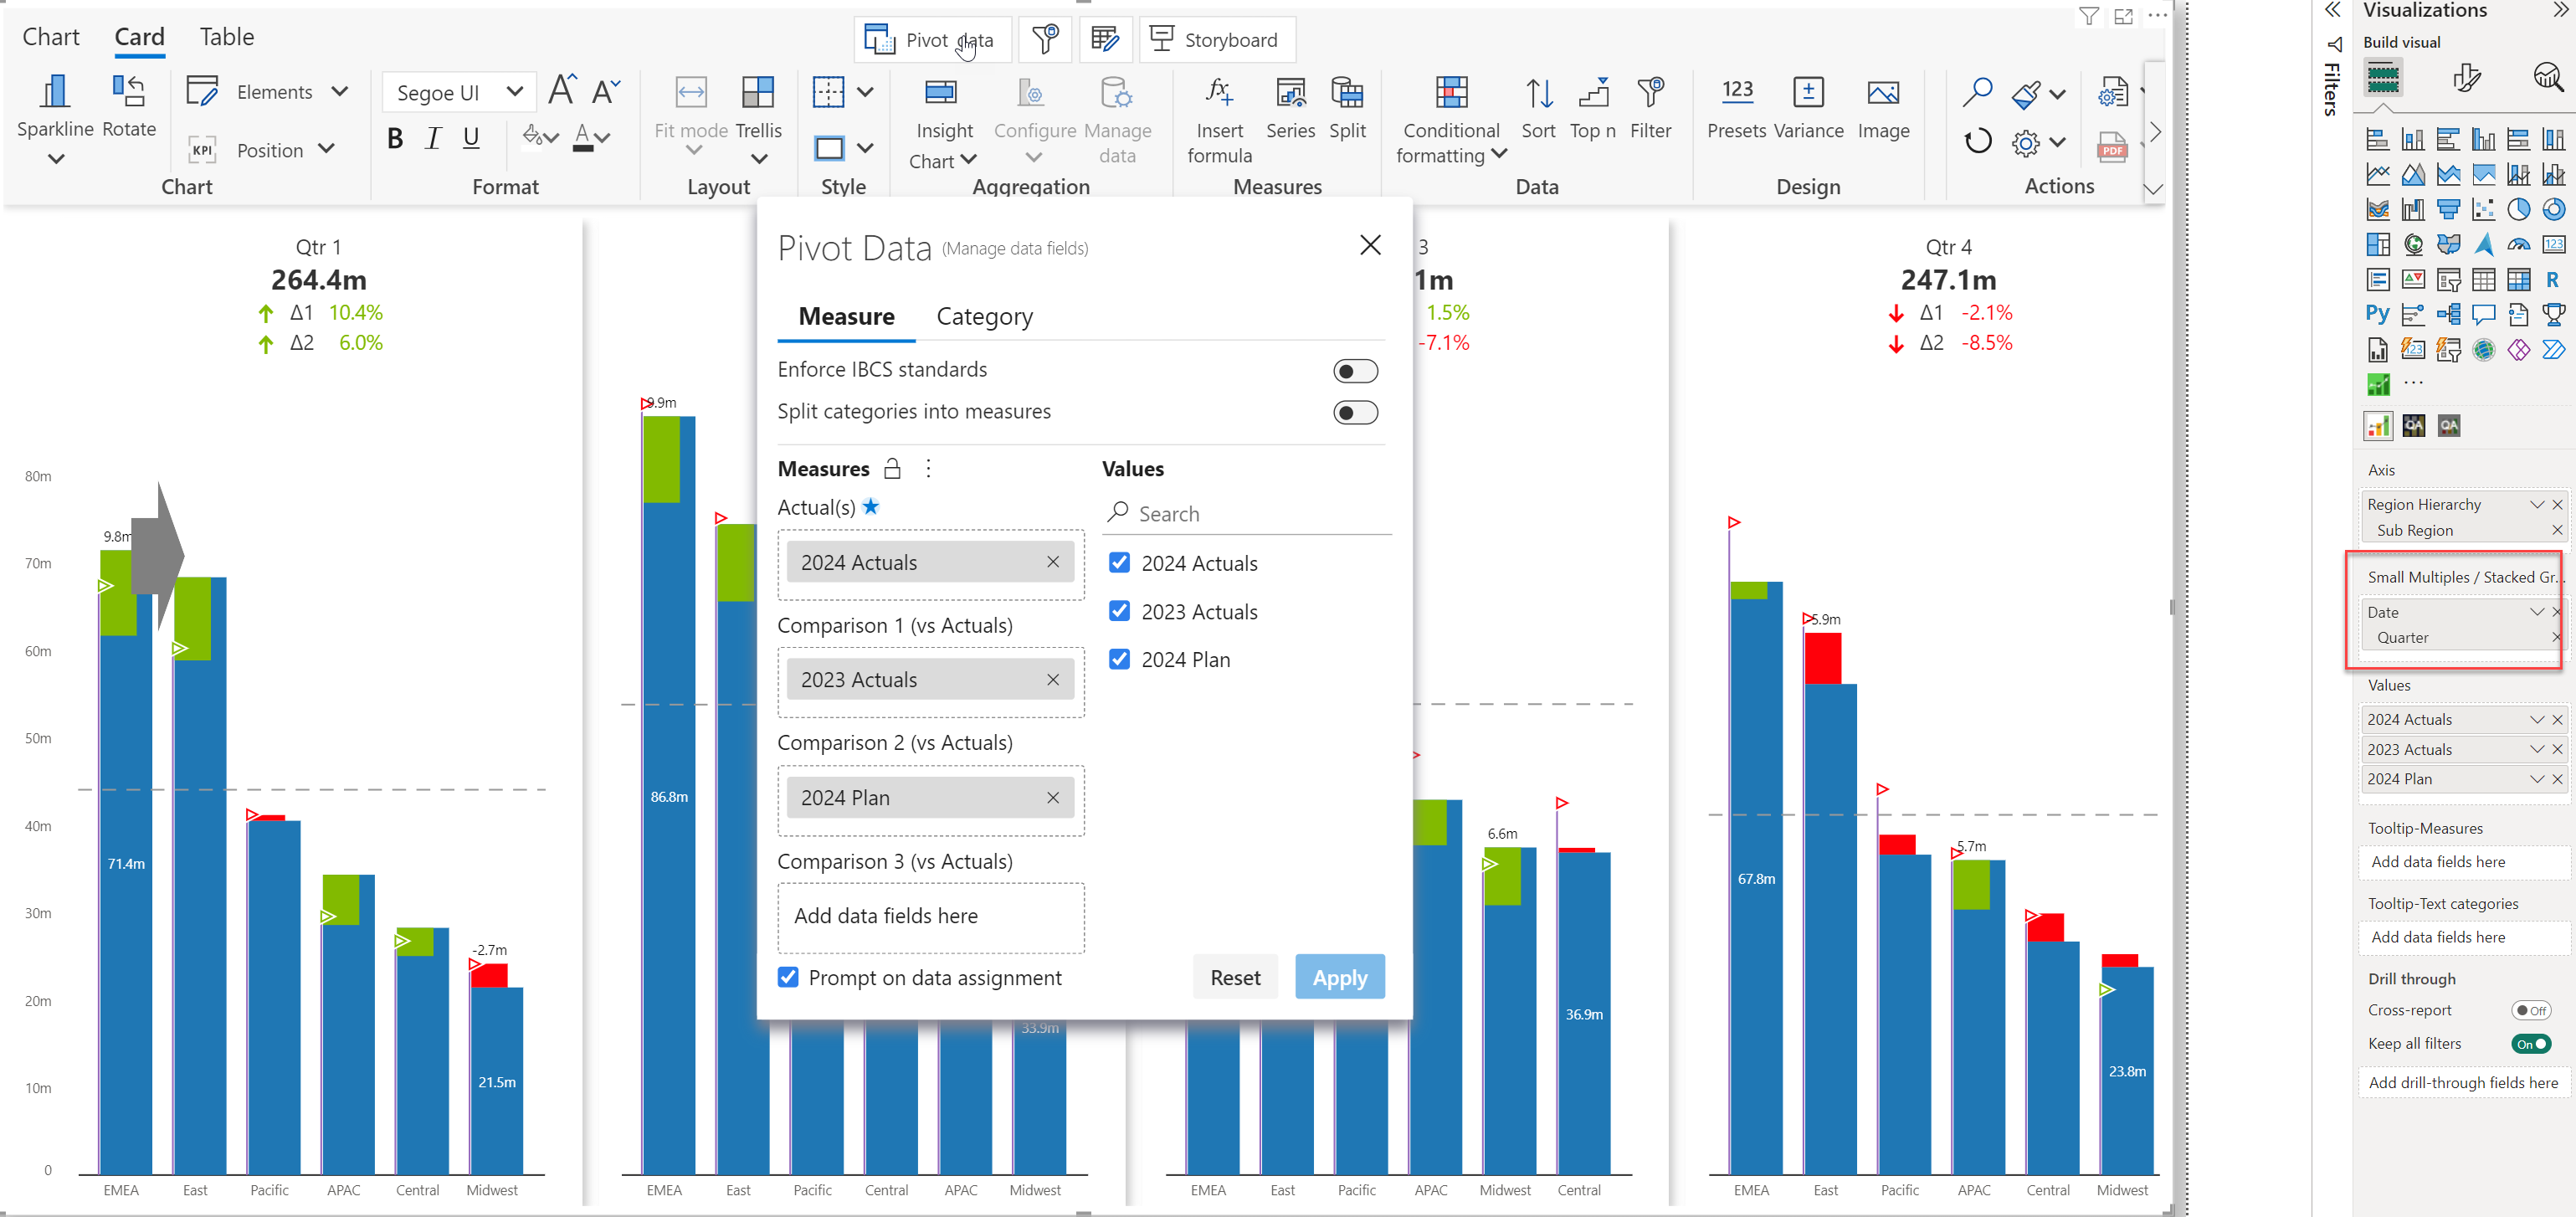 Chart Card Table
Pivot data
Storyboard
Visualizations
Build visual
Filters
Sparkline Rotate
Elements
KPI Position
Chart
Segoe UI
B I U
Format
Fit mode Trellis
Layout
Style
Insight Chart
Configure
Manage data
Aggregation
Insert formula
Series
Split
Measures
Conditional formatting
Sort
Top n
Filter
Data
123
Presets Variance Image
Design
PDF
Actions
Qtr 1
264.4m
Δ1 10.4%
Δ2 6.0%
80m
70m
60m
50m
40m
30m
20m
10m
0
71.4m
-2.7m
21.5m
EMEA East Pacific APAC Central Midwest
9.9m
86.8m
33.9m
EMEA East Pacific Central APAC Midwest
Pivot Data (Manage data fields)
Measure Category
Enforce IBCS standards
Split categories into measures
Measures
Actual(s)
2024 Actuals
Comparison 1 (vs Actuals)
2023 Actuals
Comparison 2 (vs Actuals)
2024 Plan
Comparison 3 (vs Actuals)
Add data fields here
Prompt on data assignment
Values
Search
2024 Actuals
2023 Actuals
2024 Plan
Reset
Apply
3
1m
1.5%
-7.1%
6.6m
36.9m
EMEA East Pacific APAC Midwest Central
Qtr 4
247.1m
Δ1 -2.1%
Δ2 -8.5%
-5.9m
5.7m
67.8m
23.8m
EMEA East Pacific APAC Central Midwest
123
R
Py
123
QA
QA
Axis
Region Hierarchy
Sub Region
Small Multiples / Stacked Gr...
Date
Quarter
Values
2024 Actuals
2023 Actuals
2024 Plan
Tooltip-Measures
Add data fields here
Tooltip-Text categories
Add data fields here
Drill through
Cross-report
Off
Keep all filters
On
Add drill-through fields here